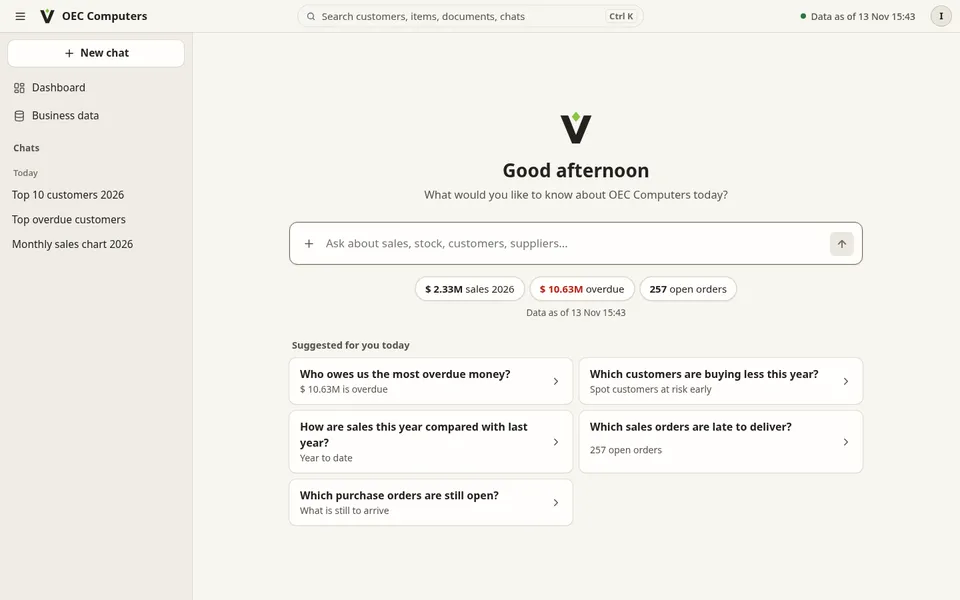 OEC Computers
Search customers, items, documents, chats
Ctrl K
Data as of 13 Nov 15:43
I
New chat
Dashboard
Business data
Chats
Today
Top 10 customers 2026
Top overdue customers
Monthly sales chart 2026
Good afternoon
What would you like to know about OEC Computers today?
Ask about sales, stock, customers, suppliers...
$ 2.33M sales 2026
$ 10.63M overdue
257 open orders
Data as of 13 Nov 15:43
Suggested for you today
Who owes us the most overdue money?
$ 10.63M is overdue
Which customers are buying less this year?
Spot customers at risk early
How are sales this year compared with last
year?
Year to date
Which sales orders are late to deliver?
257 open orders
Which purchase orders are still open?
What is still to arrive